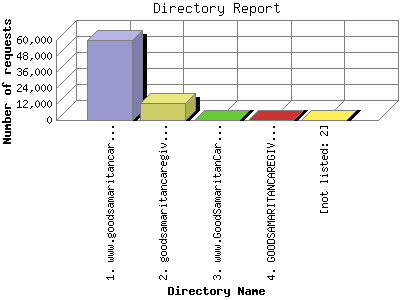 Directory Report
Number of requests
60,000
48,000
36,000
24,000
12,000
0
1. www.goodsamaritancar...
2. goodsamaritancaregiv...
3. www.GoodSamaritanCar...
4. GOODSAMARITANCAREGIV...
[not listed: 2]
Directory Name